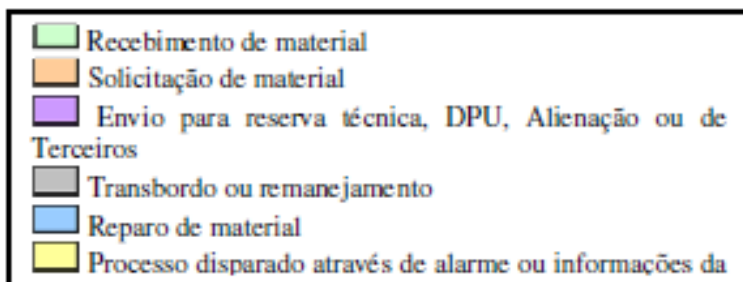 Recebimento de material
Solicitação de material
Envio para reserva técnica, DPU, Alienação ou de
Terceiros
Transbordo ou remanejamento
Reparo de material
Processo disparado através de alarme ou informações da